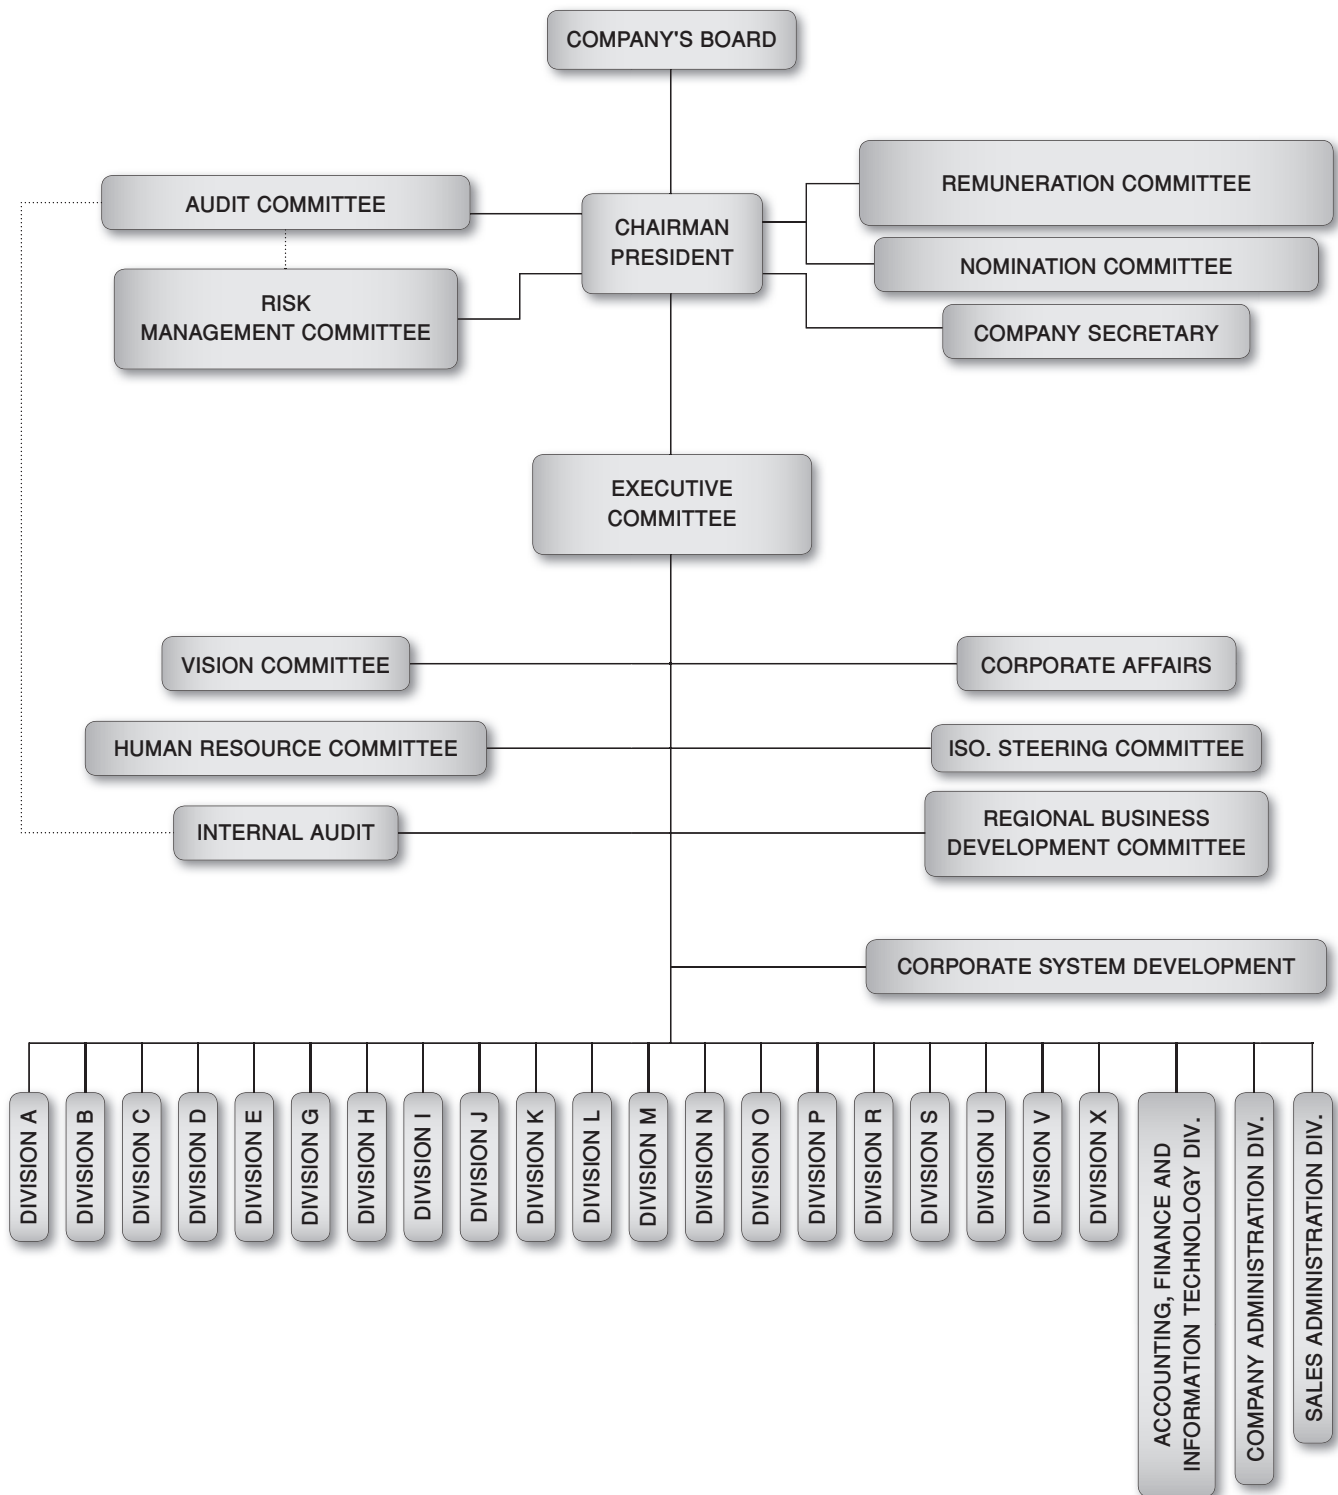 COMPANY'S BOARD
AUDIT COMMITTEE
REMUNERATION COMMITTEE
CHAIRMAN
PRESIDENT
NOMINATION COMMITTEE
RISK
MANAGEMENT COMMITTEE
COMPANY SECRETARY
EXECUTIVE
COMMITTEE
VISION COMMITTEE
CORPORATE AFFAIRS
HUMAN RESOURCE COMMITTEE
ISO. STEERING COMMITTEE
INTERNAL AUDIT
REGIONAL BUSINESS
DEVELOPMENT COMMITTEE
CORPORATE SYSTEM DEVELOPMENT
DIVISION A
DIVISION B
DIVISION C
DIVISION D
DIVISION E
DIVISION G
DIVISION H
DIVISION I
DIVISION J
DIVISION K
DIVISION L
DIVISION M
DIVISION N
DIVISION O
DIVISION P
DIVISION R
DIVISION S
DIVISION U
DIVISION V
DIVISION X
ACCOUNTING, FINANCE AND
INFORMATION TECHNOLOGY DIV.
COMPANY ADMINISTRATION DIV.
SALES ADMINISTRATION DIV.